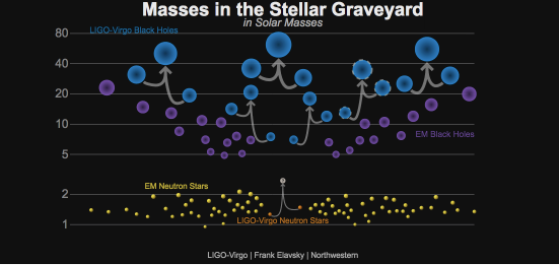 Masses in the Stellar Graveyard
in Solar Masses
LIGO-Virgo Black Holes
80
40
20
10
EM Black Holes
5
EM Neutron Stars
2
LIGO-Virgo Neutron Stars
1
LIGO-Virgo | Frank Elavsky | Northwestern